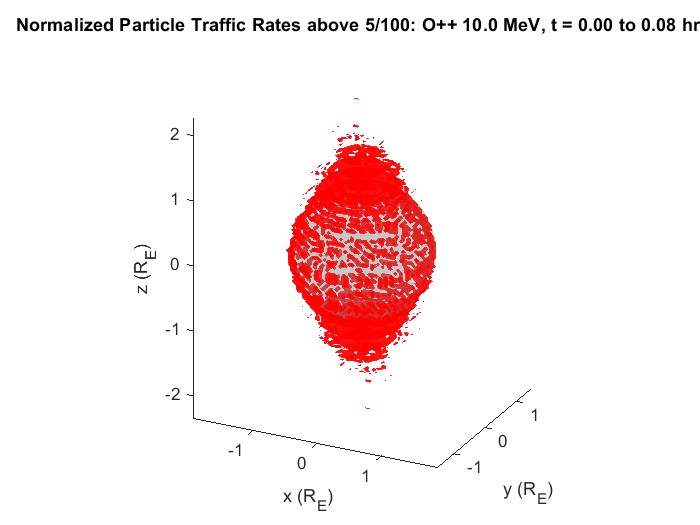 Normalized Particle Traffic Rates above 5/100: O++ 10.0 MeV, t = 0.00 to 0.08 hr
2
1
0
-1
-2
z (R_E)
-1
0
1
x (R_E)
1
0
-1
y (R_E)